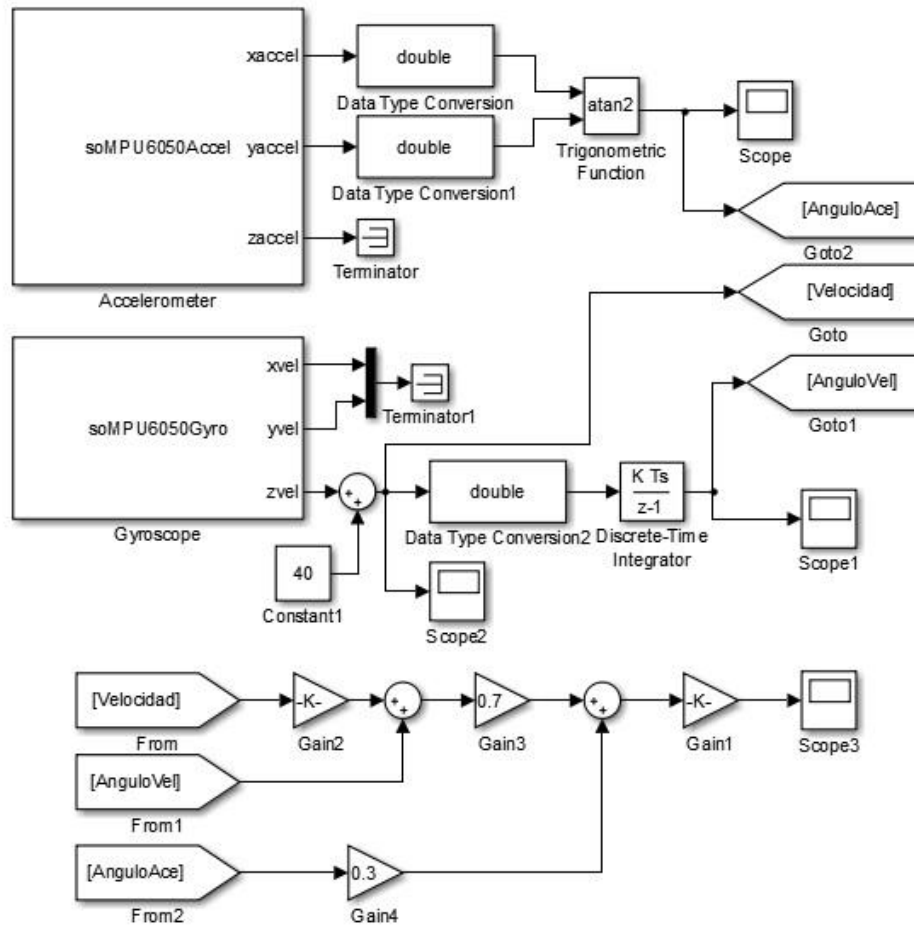 xaccel
double
Data Type Conversion
atan2
Trigonometric
Function
Scope
soMPU6050Accel
yaccel
double
Data Type Conversion1
[AnguloAce]
Goto2
zaccel
Terminator
Accelerometer
[Velocidad]
Goto
xvel
Terminator1
[AnguloVel]
Goto1
soMPU6050Gyro
yvel
zvel
+
+
double
Data Type Conversion2
K Ts
z-1
Discrete-Time
Integrator
Scope1
Gyroscope
40
Constant1
Scope2
[Velocidad]
From
-K-
Gain2
+
+
0.7
Gain3
+
+
-K-
Gain1
Scope3
[AnguloVel]
From1
[AnguloAce]
From2
0.3
Gain4